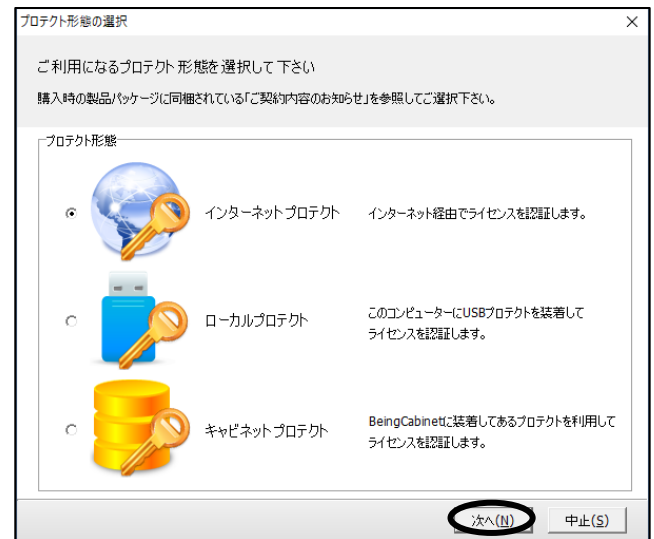 プロテクト形態の選択
ご利用になるプロテクト形態を選択して下さい
購入時の製品パッケージに同梱されている「ご契約内容のお知らせ」を参照してご選択下さい。
プロテクト形態
インターネットプロテクト
インターネット経由でライセンスを認証します。
ローカルプロテクト
このコンピューターにUSBプロテクトを装着して
ライセンスを認証します。
キャビネットプロテクト
BeingCabinetに装着してあるプロテクトを利用して
ライセンスを認証します。
次へ(N)
中止(S)